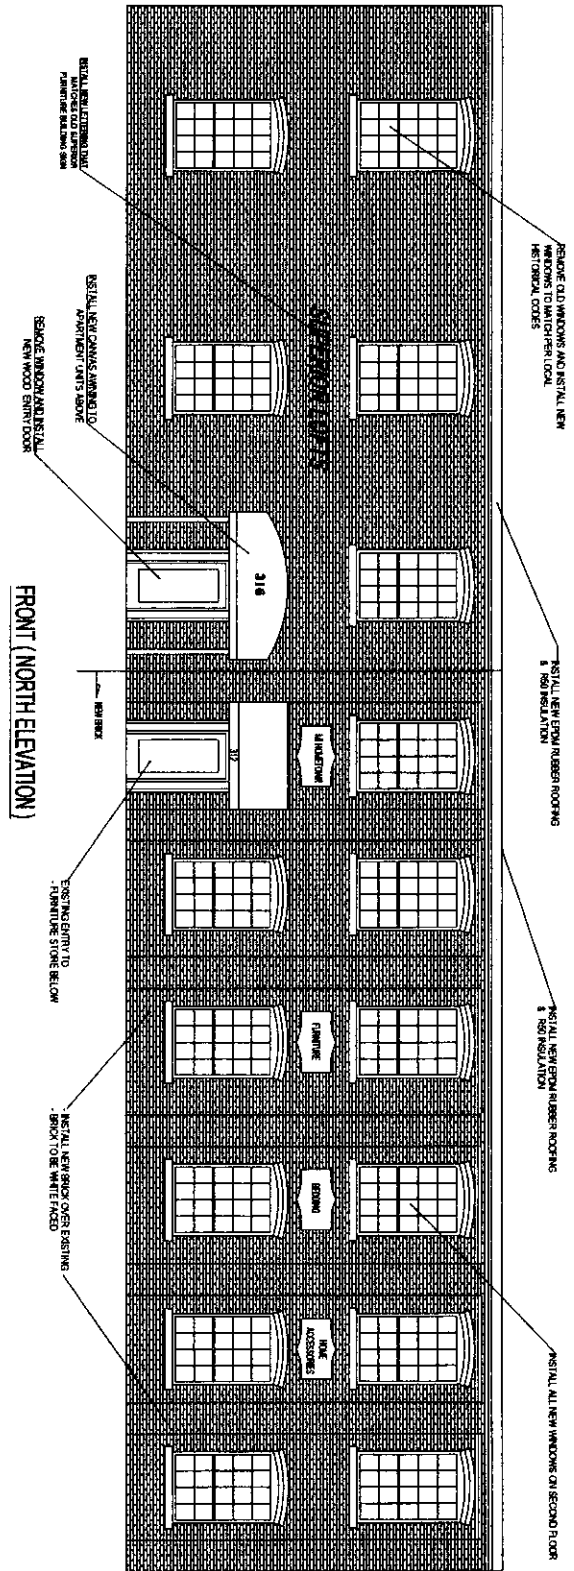 REMOVE OLD WINDOWS AND INSTALL NEW
WINDOWS TO MATCH PER LOCAL
HISTORICAL CODES
INSTALL NEW EPDM RUBBER ROOFING
& R50 INSULATION
INSTALL NEW EPDM RUBBER ROOFING
& R50 INSULATION
INSTALL ALL NEW WINDOWS ON SECOND FLOOR
SUPERIOR LOFTS
316
312
HOMETOWN
FURNITURE
BEDDING
HOME
ACCESSORIES
INSTALL NEW LETTERING THAT
MATCHES OLD SUPERIOR
FURNITURE BUILDING SIGN
INSTALL NEW CANVAS AWNING TO
APARTMENT UNITS ABOVE
REMOVE WINDOW AND INSTALL
NEW WOOD ENTRY DOOR
NEW BRICK
EXISTING ENTRY TO
- FURNITURE STORE BELOW
- INSTALL NEW BRICK OVER EXISTING
- BRICK TO BE WHITE FACED
FRONT (NORTH ELEVATION)